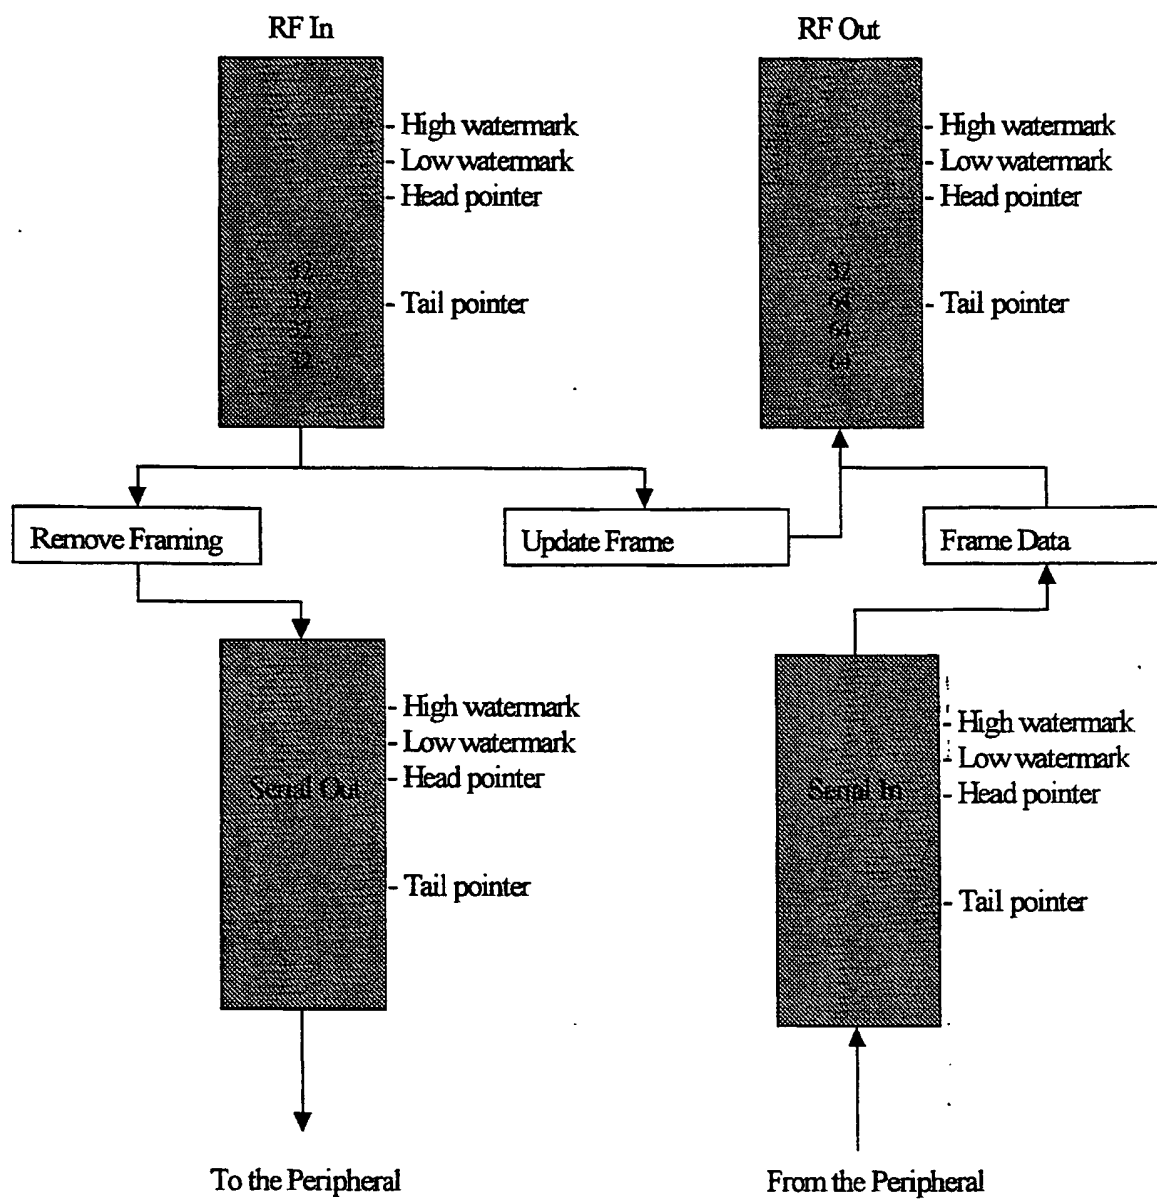 RF In
RF Out
- High watermark
- Low watermark
- Head pointer
- Tail pointer
32
32
32
32
- High watermark
- Low watermark
- Head pointer
- Tail pointer
32
64
64
64
Remove Framing
Update Frame
Frame Data
- High watermark
- Low watermark
- Head pointer
- Tail pointer
Serial Out
- High watermark
- Low watermark
- Head pointer
- Tail pointer
Serial In
To the Peripheral
From the Peripheral